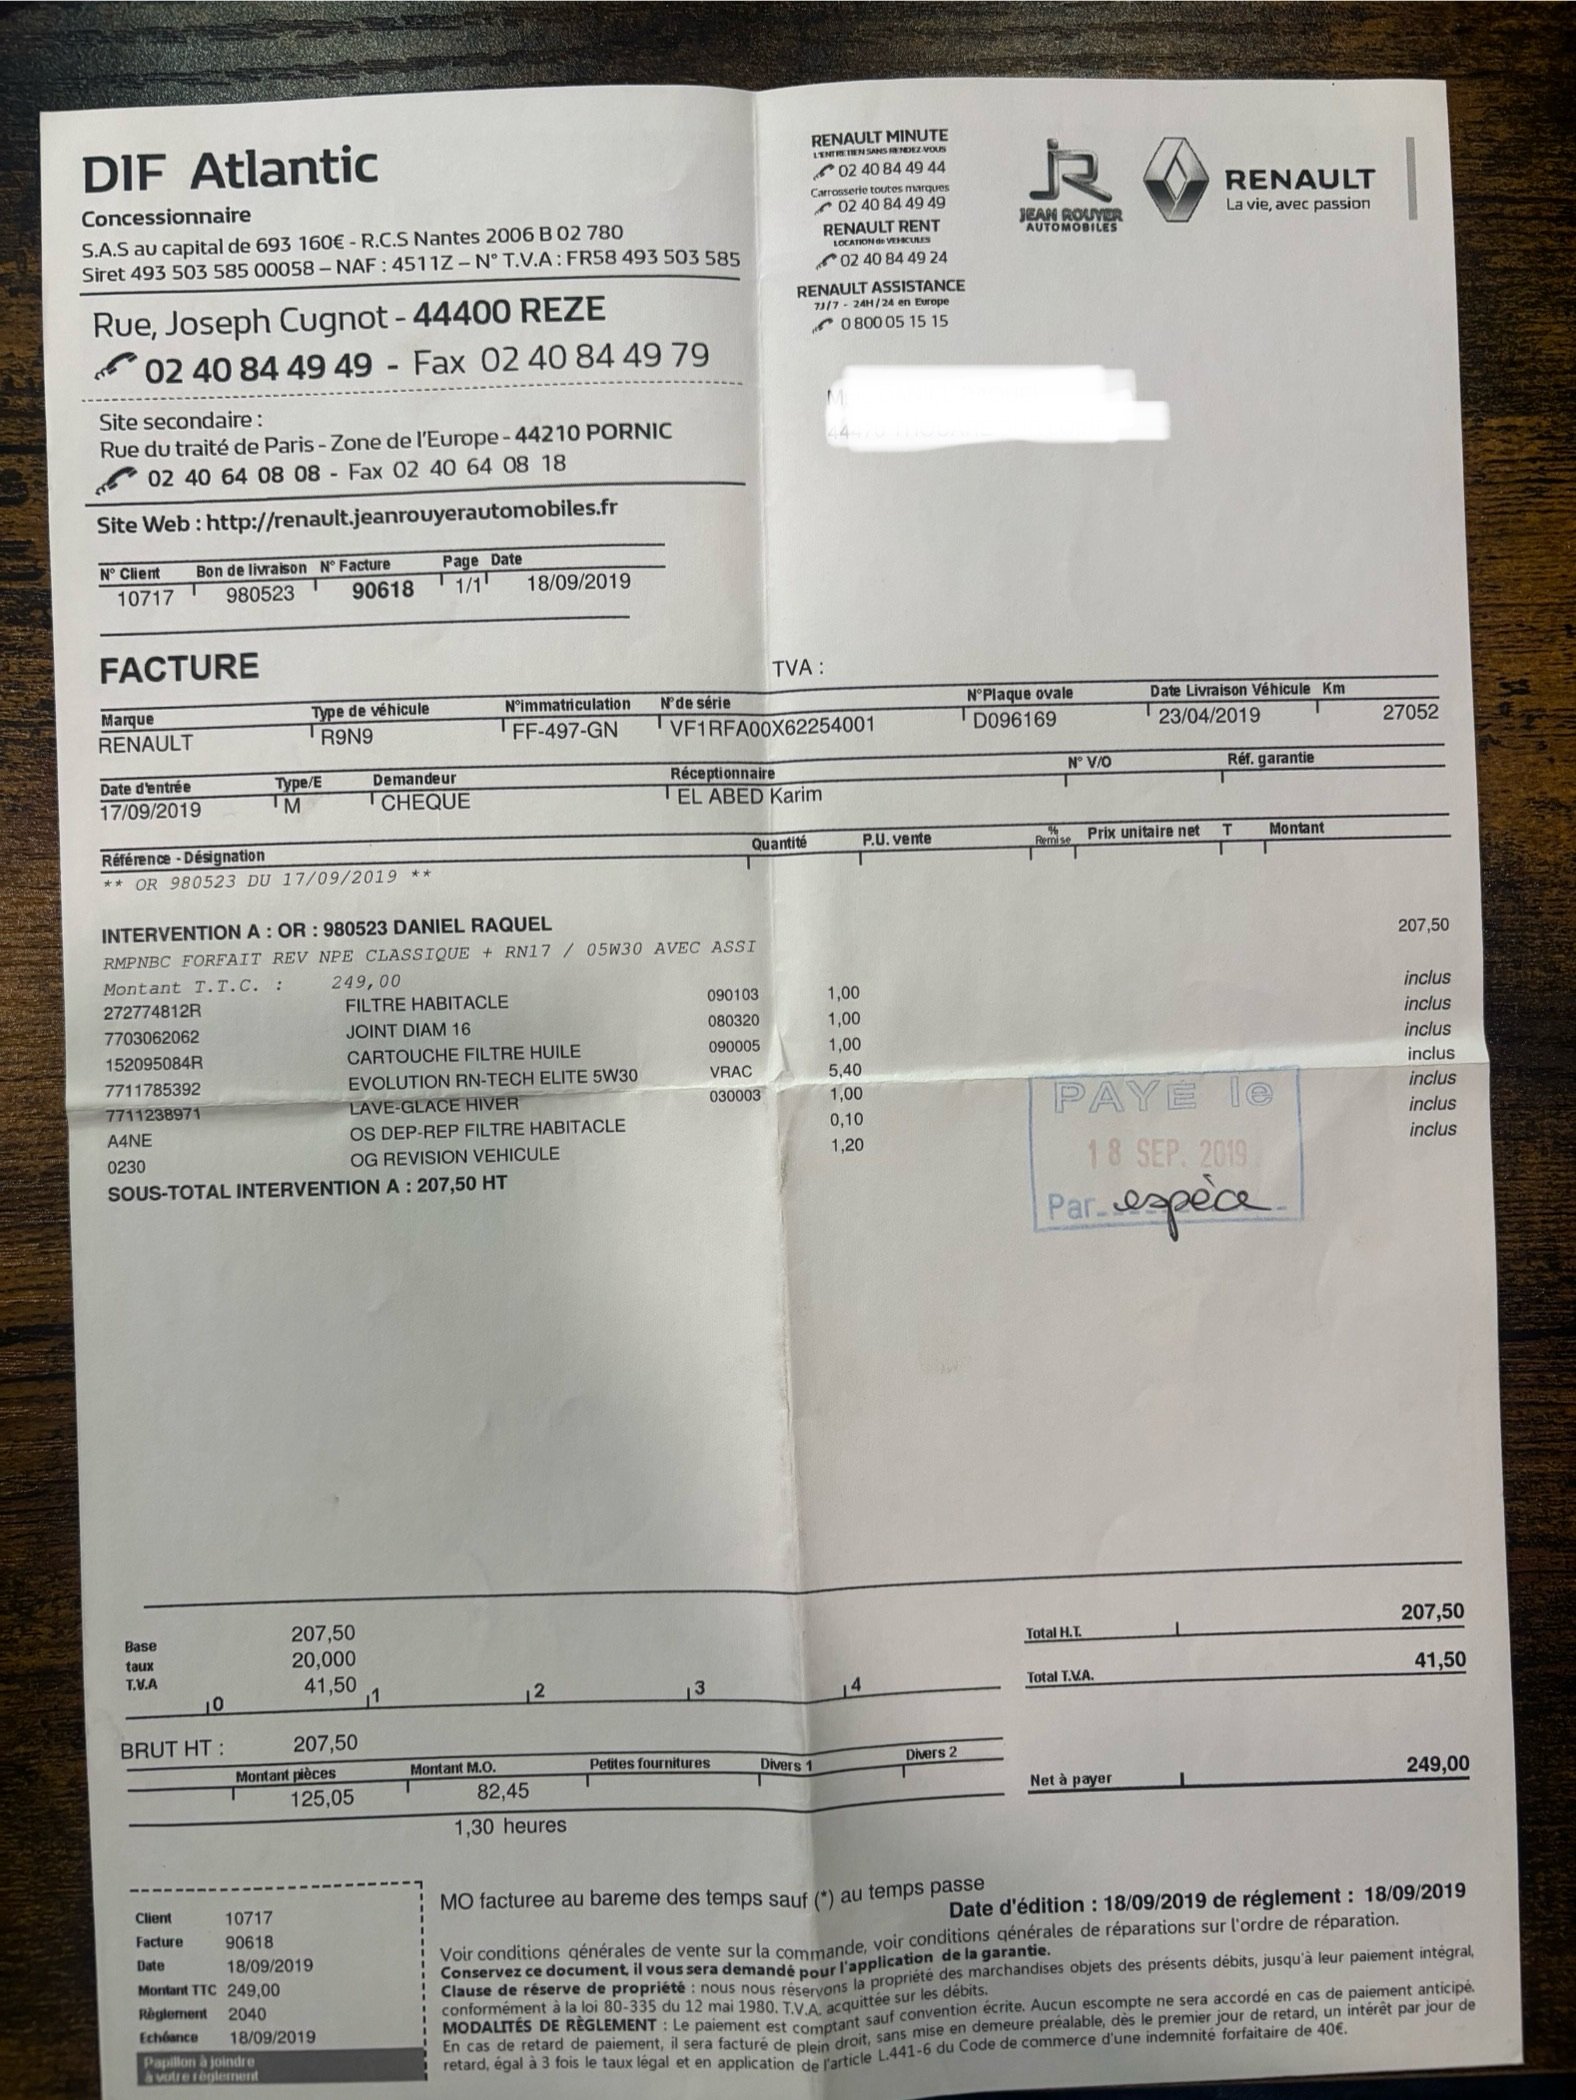 DIF Atlantic
Concessionnaire
S.A.S au capital de 693 160€ - R.C.S Nantes 2006 B 02 780
Siret 493 503 585 00058 – NAF : 4511Z – N° T.V.A : FR58 493 503 585
Rue, Joseph Cugnot - 44400 REZE
02 40 84 49 49 - Fax 02 40 84 49 79
Site secondaire :
Rue du traité de Paris - Zone de l'Europe - 44210 PORNIC
02 40 64 08 08 - Fax 02 40 64 08 18
Site Web : http://renault.jeanrouyerautomobiles.fr
RENAULT MINUTE
L'ENTRETIEN SANS RENDEZ-VOUS
02 40 84 49 44
Carrosserie toutes marques
02 40 84 49 49
RENAULT RENT
LOCATION de VEHICULES
02 40 84 49 24
RENAULT ASSISTANCE
7J/7 - 24H/24 en Europe
0 800 05 15 15
JR
JEAN ROUYER
AUTOMOBILES
RENAULT
La vie, avec passion
N° Client Bon de livraison N° Facture Page Date
10717 980523 90618 1/1 18/09/2019
FACTURE
TVA :
Marque Type de véhicule N°immatriculation N°de série N°Plaque ovale Date Livraison Véhicule Km
RENAULT R9N9 FF-497-GN VF1RFA00X62254001 D096169 23/04/2019 27052
Date d'entrée Type/E Demandeur Réceptionnaire N° V/O Réf. garantie
17/09/2019 M CHEQUE EL ABED Karim
Référence - Désignation Quantité P.U. vente % Remise Prix unitaire net T Montant
** OR 980523 DU 17/09/2019 **
INTERVENTION A : OR : 980523 DANIEL RAQUEL 207,50
RMPNBC FORFAIT REV NPE CLASSIQUE + RN17 / 05W30 AVEC ASSI
Montant T.T.C. : 249,00
272774812R FILTRE HABITACLE 090103 1,00 inclus
7703062062 JOINT DIAM 16 080320 1,00 inclus
152095084R CARTOUCHE FILTRE HUILE 090005 1,00 inclus
7711785392 EVOLUTION RN-TECH ELITE 5W30 VRAC 5,40 inclus
7711238971 LAVE-GLACE HIVER 030003 1,00 inclus
A4NE OS DEP-REP FILTRE HABITACLE 0,10 inclus
0230 OG REVISION VEHICULE 1,20 inclus
SOUS-TOTAL INTERVENTION A : 207,50 HT
PAYÉ le
18 SEP. 2019
Par espèce
Base 207,50
taux 20,000
T.V.A 41,50
0 1 2 3 4
Total H.T. 207,50
Total T.V.A. 41,50
BRUT HT : 207,50
Montant pièces Montant M.O. Petites fournitures Divers 1 Divers 2
125,05 82,45
1,30 heures
Net à payer 249,00
Client 10717
Facture 90618
Date 18/09/2019
Montant TTC 249,00
Règlement 2040
Echéance 18/09/2019
Papillon à joindre
à votre règlement
MO facturee au bareme des temps sauf (*) au temps passe
Date d'édition : 18/09/2019 de réglement : 18/09/2019
Voir conditions générales de vente sur la commande, voir conditions générales de réparations sur l'ordre de réparation.
Conservez ce document, il vous sera demandé pour l'application de la garantie.
Clause de réserve de propriété : nous nous réservons la propriété des marchandises objets des présents débits, jusqu'à leur paiement intégral,
conformément à la loi 80-335 du 12 mai 1980. T.V.A. acquittée sur les débits.
MODALITÉS DE RÈGLEMENT : Le paiement est comptant sauf convention écrite. Aucun escompte ne sera accordé en cas de paiement anticipé.
En cas de retard de paiement, il sera facturé de plein droit, sans mise en demeure préalable, dès le premier jour de retard, un intérêt par jour de
retard, égal à 3 fois le taux légal et en application de l'article L.441-6 du Code de commerce d'une indemnité forfaitaire de 40€.